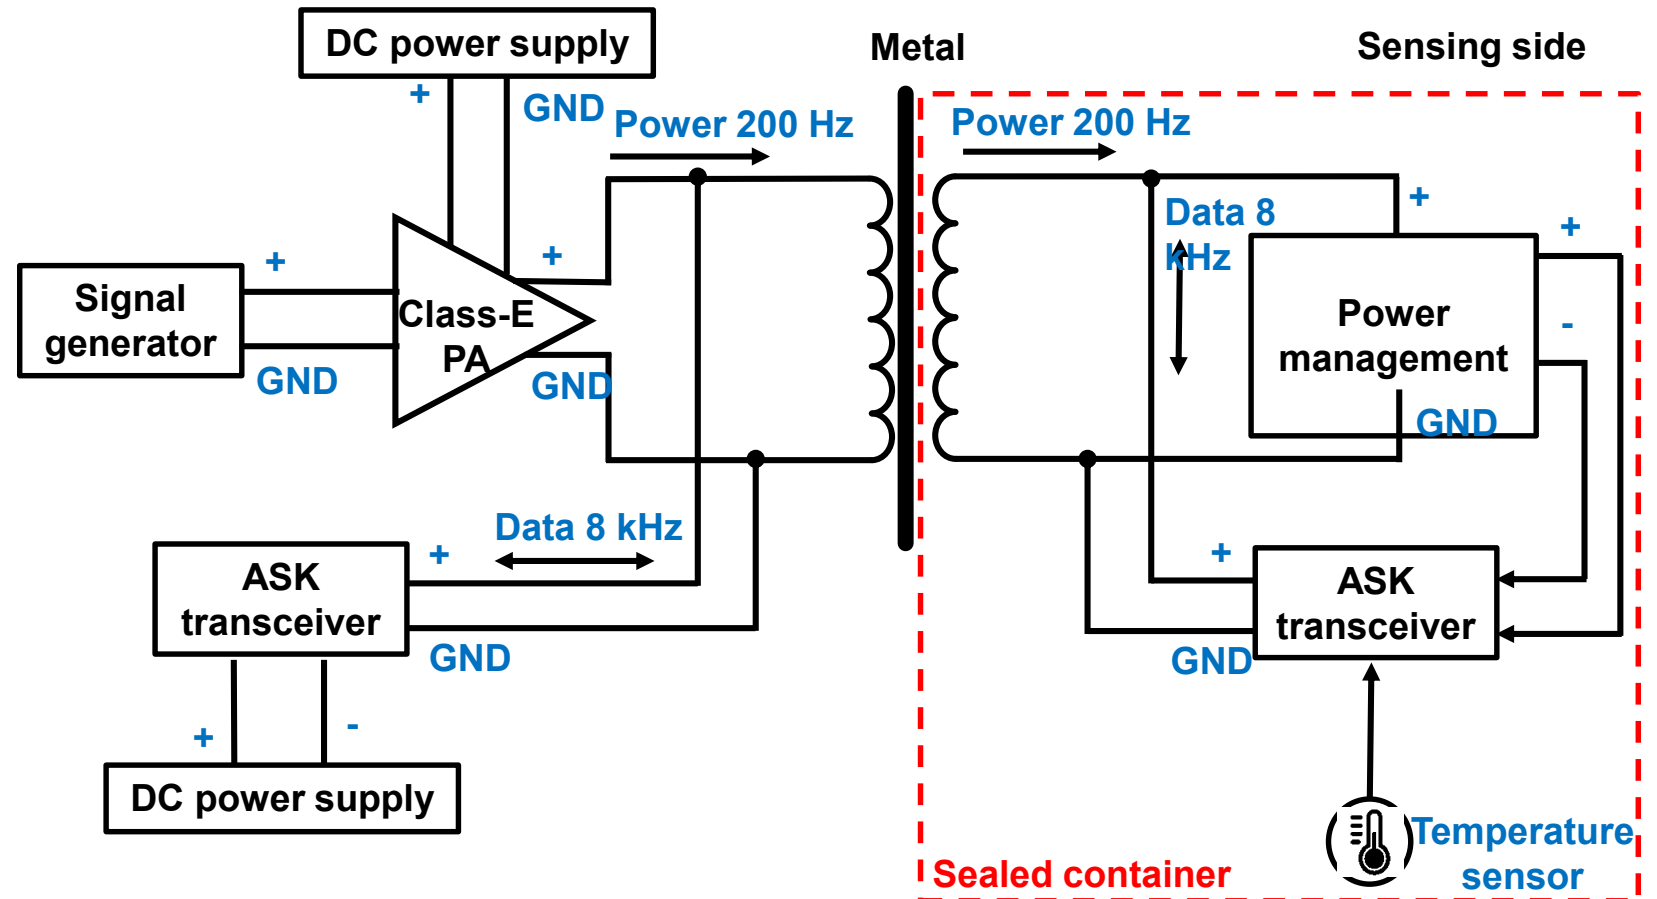 DC power supply
Metal
Sensing side
+
GND
Power 200 Hz
Power 200 Hz
+
Data 8
kHz
+
+
+
Signal
generator
Class-E
PA
GND
GND
Power
management
-
GND
Data 8 kHz
+
ASK
transceiver
GND
+
ASK
transceiver
GND
+
-
DC power supply
Temperature
sensor
Sealed container